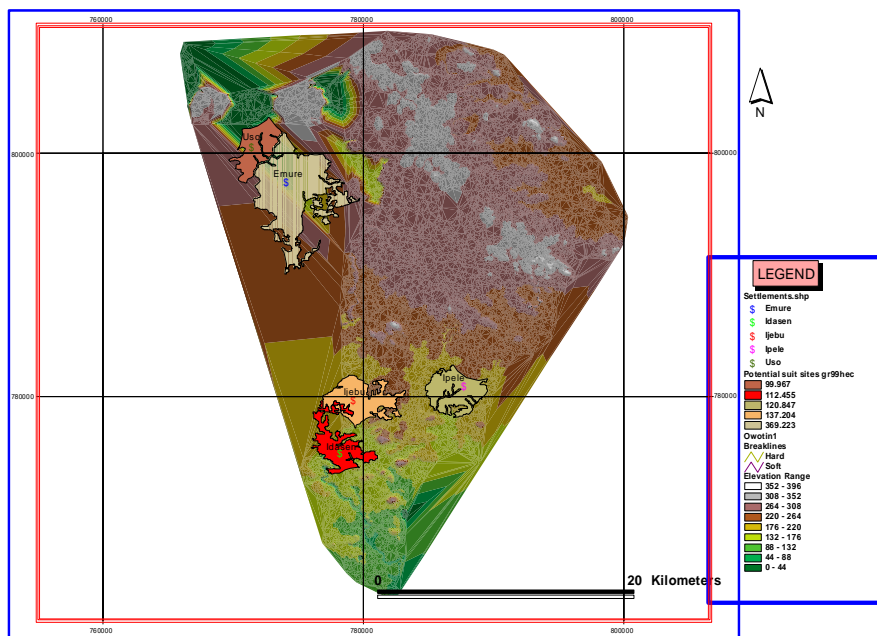 760000 780000 800000
N
800000 800000
Uso
Emure
LEGEND
Settlements.shp
$ Emure
$ Idasen
$ Ijebu
$ Ipele
$ Uso
Potential suit sites gr99hec
99.967
112.455
120.847
137.204
369.223
Owotin1
Breaklines
Hard
Soft
Elevation Range
352 - 396
308 - 352
264 - 308
220 - 264
176 - 220
132 - 176
88 - 132
44 - 88
0 - 44
780000 780000
Ijebu
Ipele
Idasen
0 20 Kilometers
760000 780000 800000